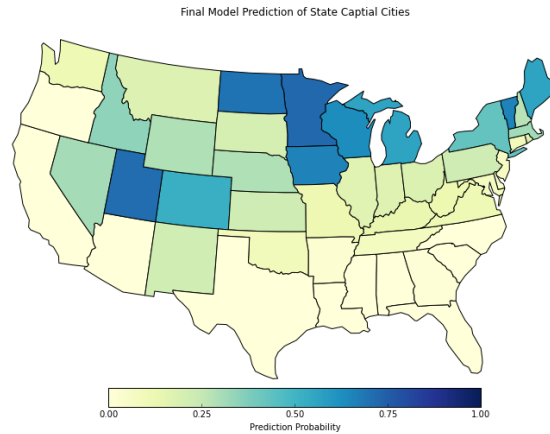 Final Model Prediction of State Captial Cities
0.00 0.25 0.50 0.75 1.00
Prediction Probability